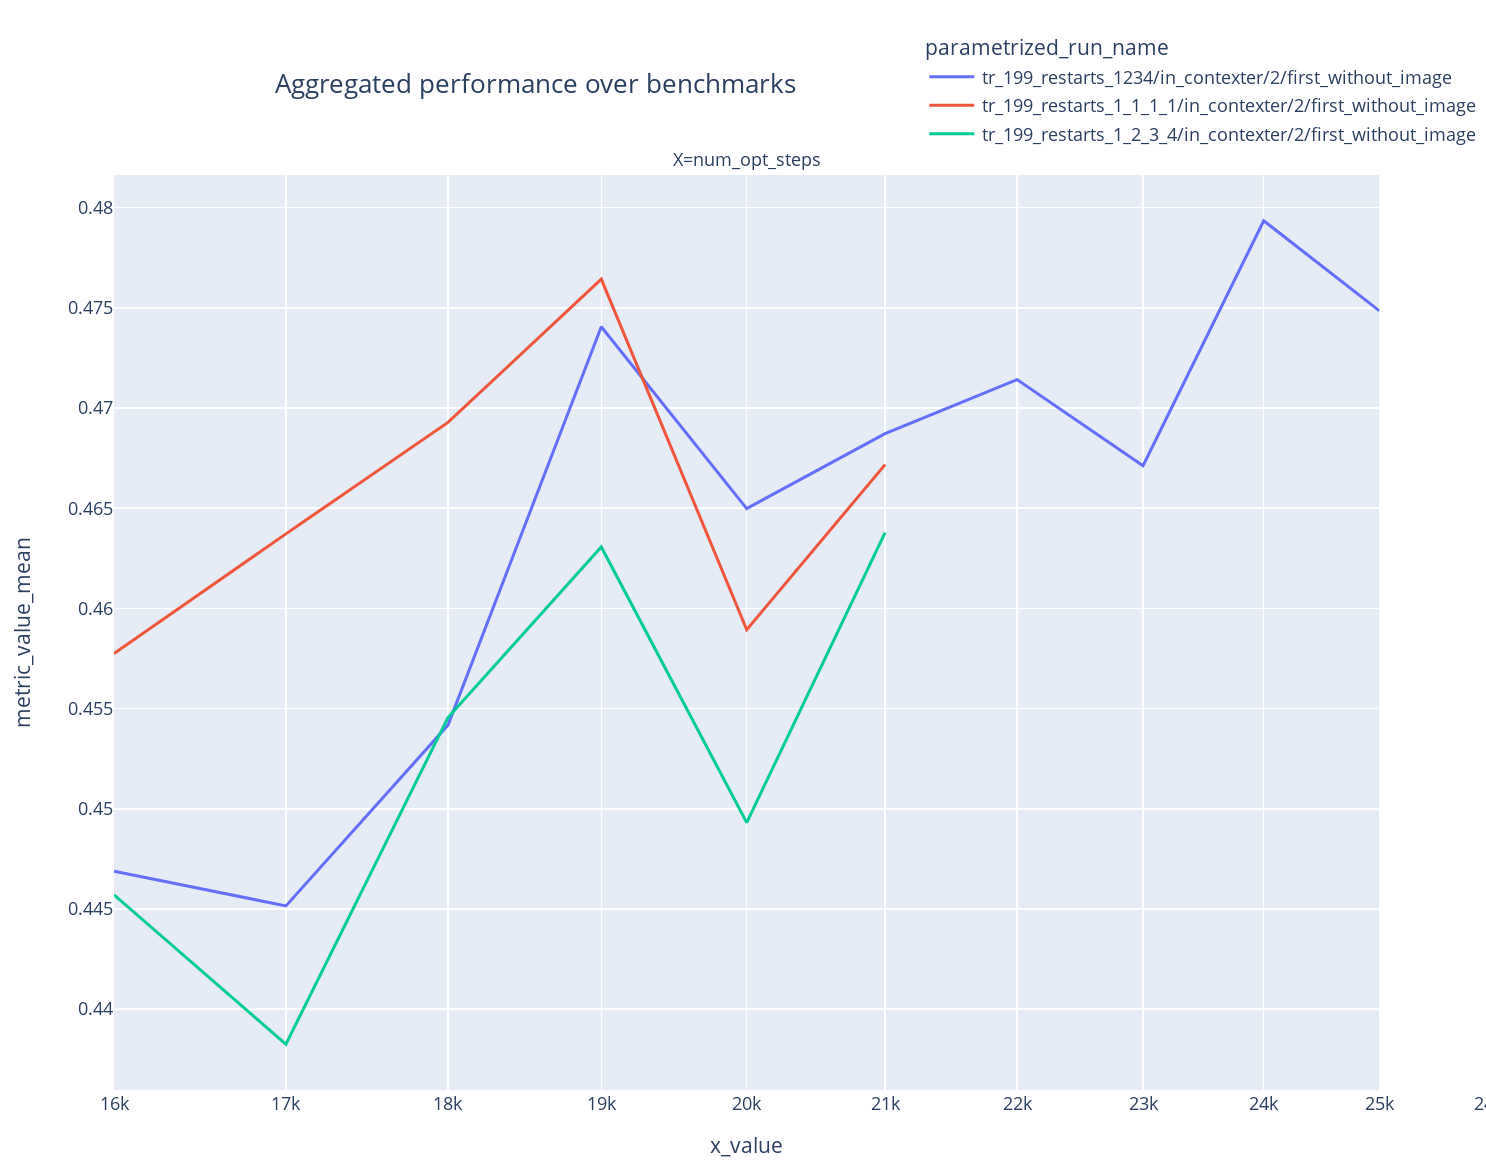 parametrized_run_name
Aggregated performance over benchmarks
tr_199_restarts_1234/in_contexter/2/first_without_image
tr_199_restarts_1_1_1_1/in_contexter/2/first_without_image
tr_199_restarts_1_2_3_4/in_contexter/2/first_without_image
X=num_opt_steps
0.48
0.475
0.47
0.465
0.46
0.455
0.45
0.445
0.44
metric_value_mean
16k 17k 18k 19k 20k 21k 22k 23k 24k 25k
x_value